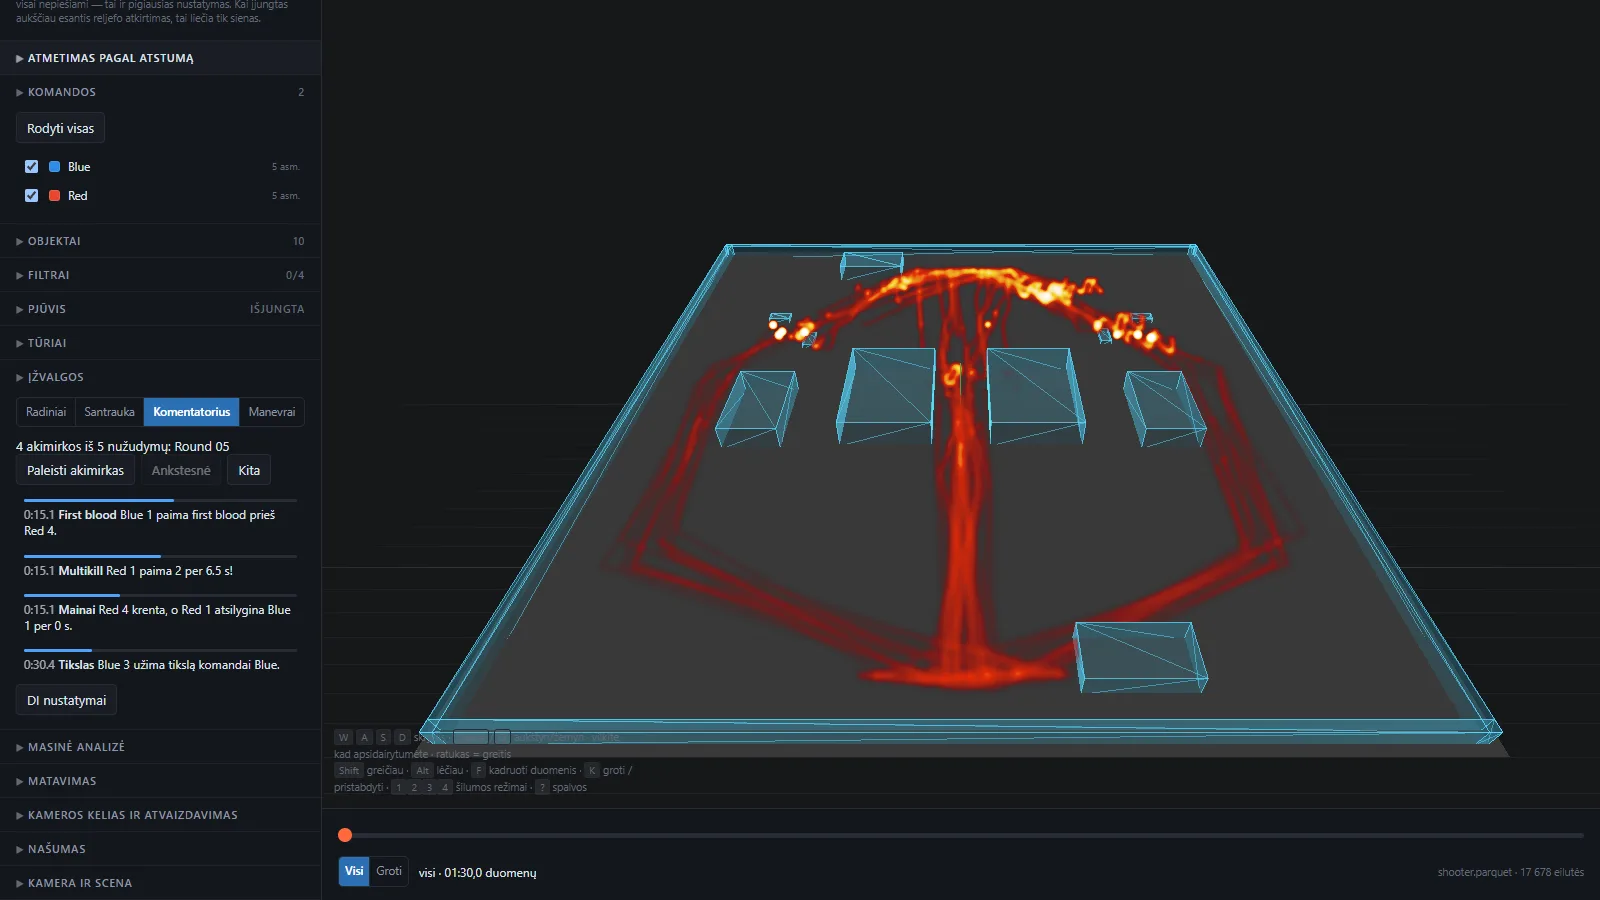 visai nepiešiami — tai ir pigiausias nustatymas. Kai įjungtas
aukščiau esantis reljefo atkirtimas, tai liečia tik sienas.
▶ ATMETIMAS PAGAL ATSTUMĄ
▶ KOMANDOS 2
Rodyti visas
Blue 5 asm.
Red 5 asm.
▶ OBJEKTAI 10
▶ FILTRAI 0/4
▶ PJŪVIS IŠJUNGTA
▶ TŪRIAI
▶ ĮŽVALGOS
Radiniai Santrauka Komentatorius Manevrai
4 akimirkos iš 5 nužudymų: Round 05
Paleisti akimirkas Ankstesnė Kita
0:15.1 First blood Blue 1 paima first blood prieš
Red 4.
0:15.1 Multikill Red 1 paima 2 per 6.5 s!
0:15.1 Mainai Red 4 krenta, o Red 1 atsilygina Blue
1 per 0 s.
0:30.4 Tikslas Blue 3 užima tikslą komandai Blue.
DI nustatymai
▶ MASINĖ ANALIZĖ
▶ MATAVIMAS
▶ KAMEROS KELIAS IR ATVAIZDAVIMAS
▶ NAŠUMAS
▶ KAMERA IR SCENA
W A S D aukštyn/žemyn · vilkite,
kad apsidairytumėte · ratukas = greitis
Shift greičiau · Alt lėčiau · F kadruoti duomenis · K groti /
pristabdyti · 1 2 3 4 šilumos režimai · ? spalvos
Visi Groti visi · 01:30,0 duomenų
shooter.parquet · 17 678 eilutės